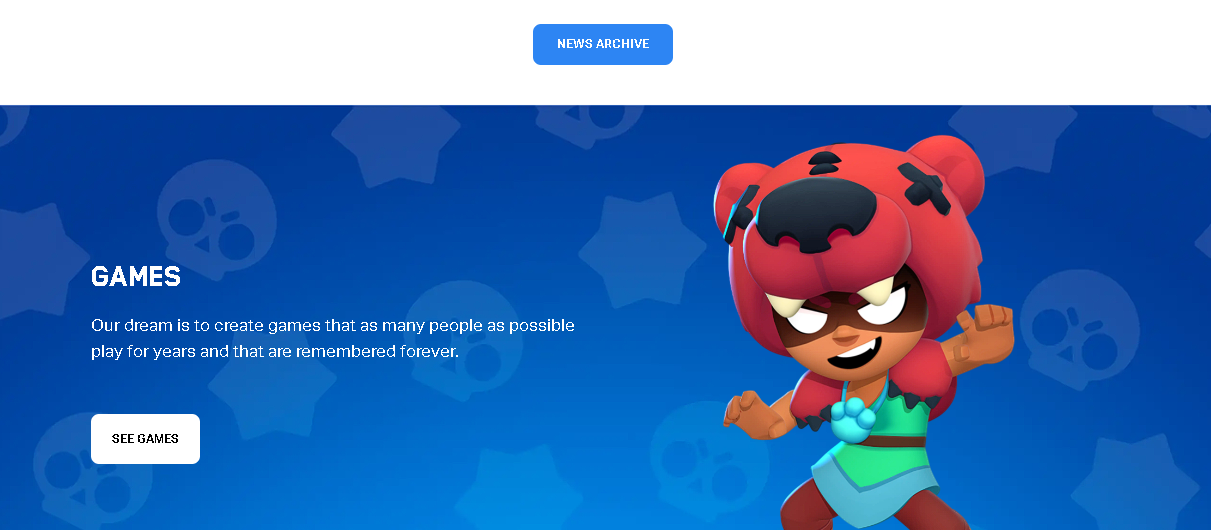 NEWS ARCHIVE
GAMES
Our dream is to create games that as many people as possible
play for years and that are remembered forever.
SEE GAMES